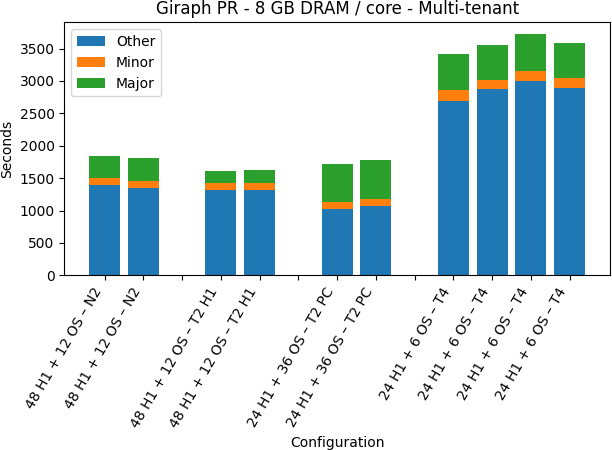 Giraph PR - 8 GB DRAM / core - Multi-tenant
Other
Minor
Major
Seconds
3500
3000
2500
2000
1500
1000
500
0
48 H1 + 12 OS – N2
48 H1 + 12 OS – N2
48 H1 + 12 OS – T2 H1
48 H1 + 12 OS – T2 H1
24 H1 + 36 OS – T2 PC
24 H1 + 36 OS – T2 PC
24 H1 + 6 OS – T4
24 H1 + 6 OS – T4
24 H1 + 6 OS – T4
24 H1 + 6 OS – T4
Configuration